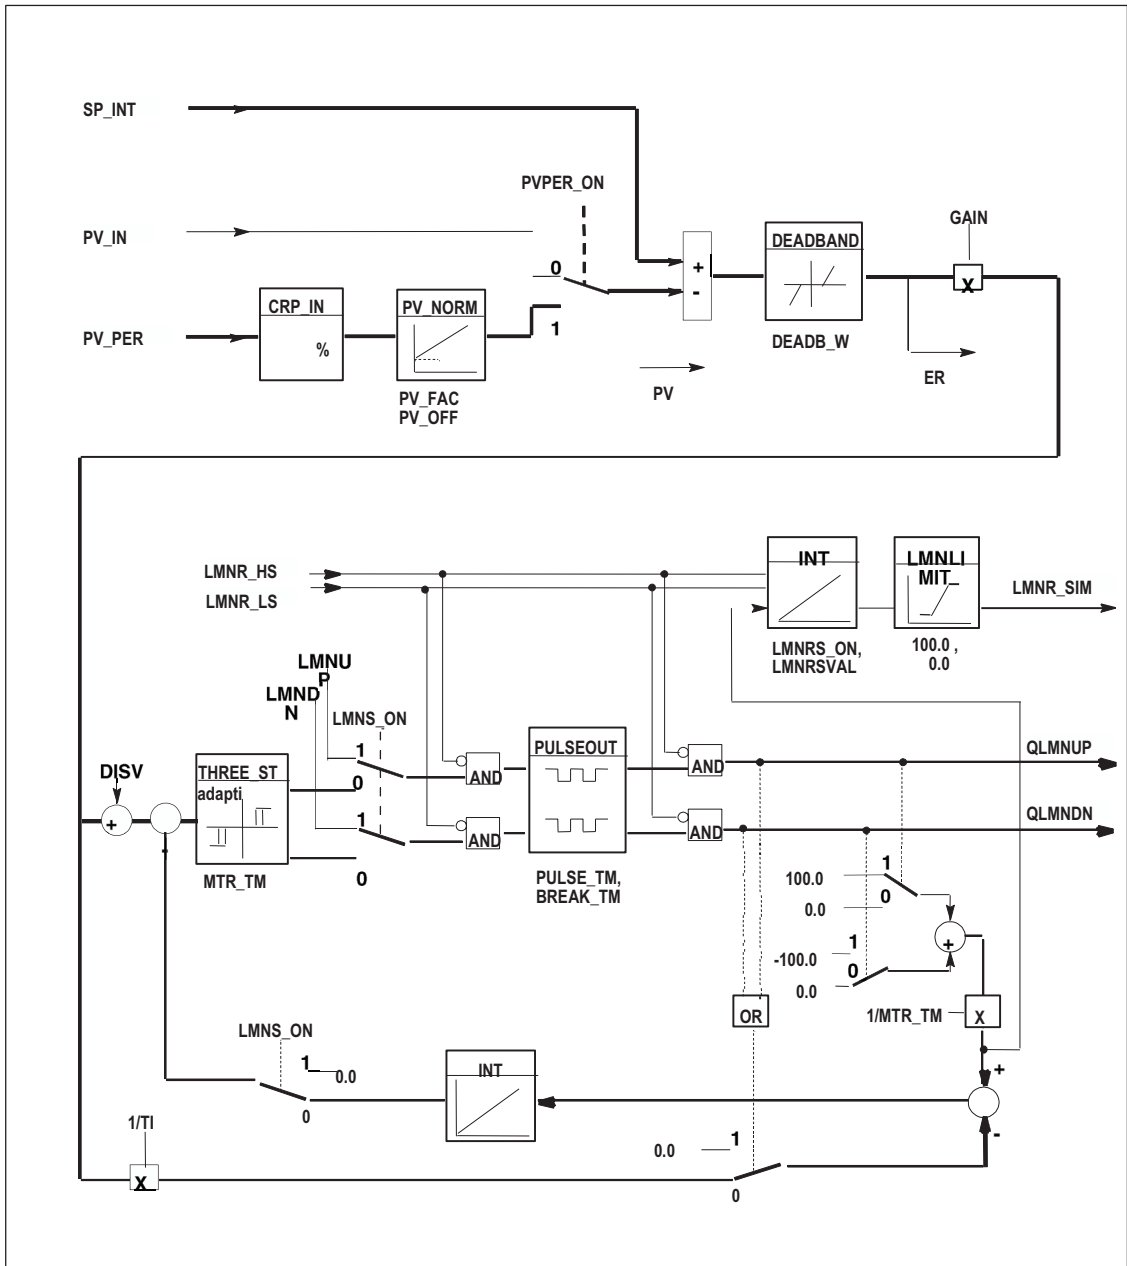 SP_INT
PVPER_ON
GAIN
PV_IN
DEADBAND
+
0
X
-
CRP_IN
PV_NORM
1
PV_PER
%
DEADB_W
ER
PV
PV_FAC
PV_OFF
INT
LMNLI
MIT_
LMNR_HS
LMNR_LS
LMNR_SIM
LMNRS_ON,
LMNRSVAL
100.0 ,
0.0
LMNU
P
LMND
N
LMNS_ON
1
PULSEOUT
QLMNUP
DISV
THREE_ST
adapti
0
AND
AND
1
QLMNDN
+
AND
AND
-
0
MTR_TM
PULSE_TM,
BREAK_TM
1
100.0
0
0.0
1
+
-100.0
0
0.0
OR
1/MTR_TM
X
LMNS_ON
1
0.0
INT
+
0
1/TI
1
-
0.0
X
0